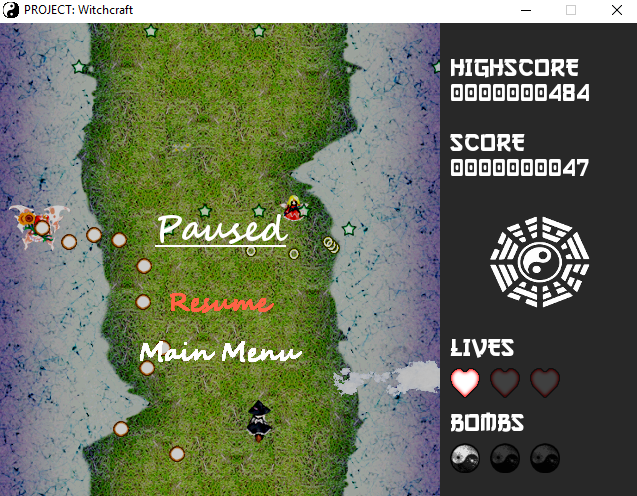 PROJECT: Witchcraft
HIGHSCORE
0000000484
SCORE
0000000047
Paused
Resume
Main Menu
LIVES
BOMBS